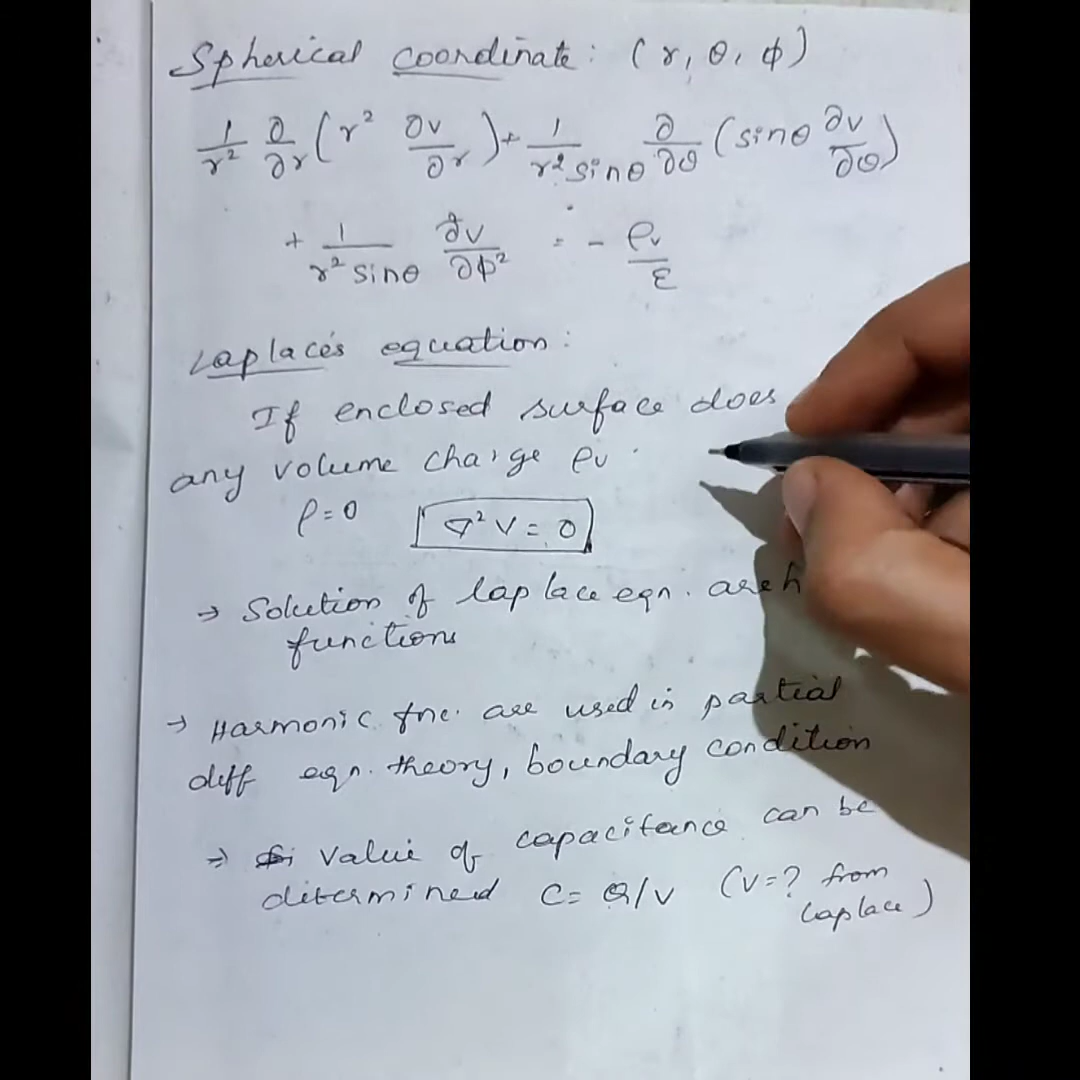 Spherical coordinate: (r, θ, ϕ)
1/r² ∂/∂r (r² ∂v/∂r) + 1/r² sinθ ∂/∂θ (sinθ ∂v/∂θ)
+ 1/r² sinθ ∂²v/∂ϕ² = - ρv/ε
Laplace's equation:
If enclosed surface does
any volume charge ρv.
ρ=0 ∇²V = 0
→ Solution of laplace eqn. are h
functions
→ Harmonic fnc. are used in partial
diff eqn. theory, boundary condition
⇒ value of capacitance can be
determined C = Q/V (V=? from
laplace)